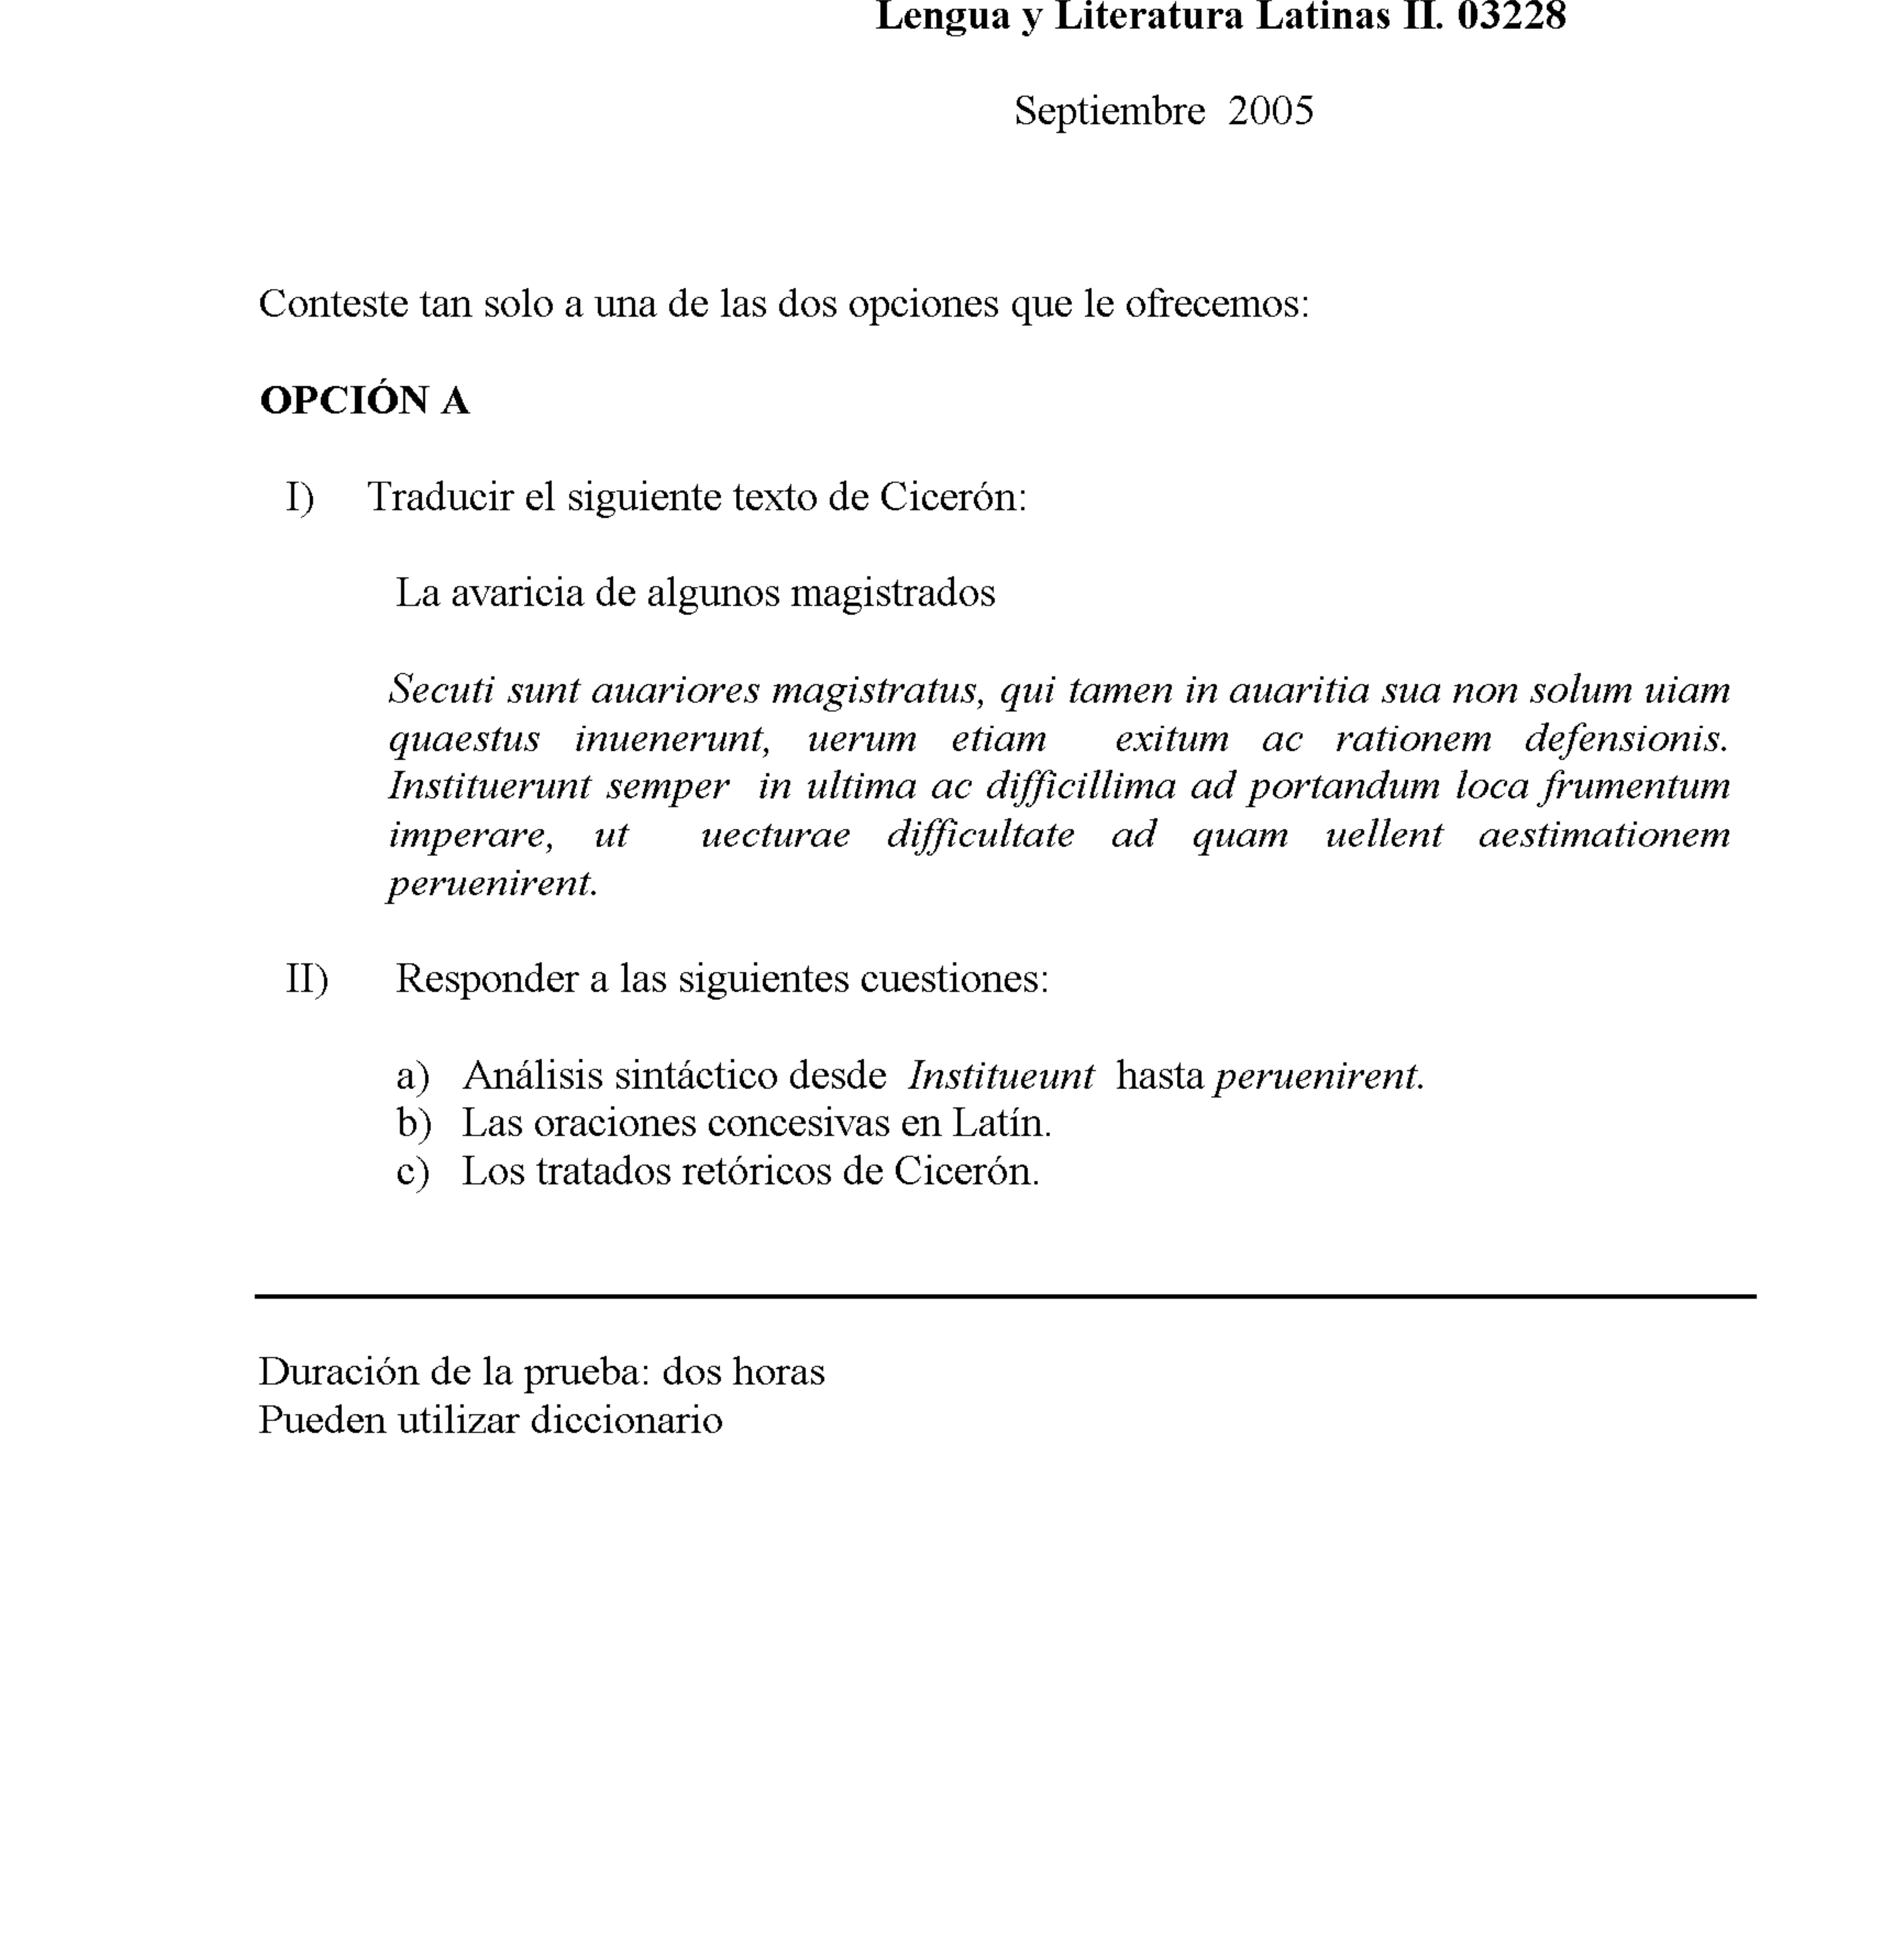 Lengua y Literatura Latinas II. 03228
Septiembre 2005
Conteste tan solo a una de las dos opciones que le ofrecemos:
OPCIÓN A
I) Traducir el siguiente texto de Cicerón:
La avaricia de algunos magistrados
Secuti sunt auariores magistratus, qui tamen in auaritia sua non solum uiam
quaestus inuenerunt, uerum etiam exitum ac rationem defensionis.
Instituerunt semper in ultima ac difficillima ad portandum loca frumentum
imperare, ut uecturae difficultate ad quam uellent aestimationem
peruenirent.
II) Responder a las siguientes cuestiones:
a) Análisis sintáctico desde Institueunt hasta peruenirent.
b) Las oraciones concesivas en Latín.
c) Los tratados retóricos de Cicerón.
Duración de la prueba: dos horas
Pueden utilizar diccionario